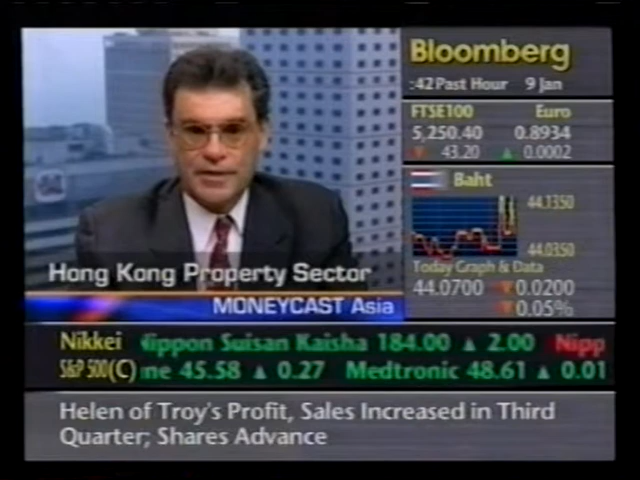 Bloomberg
:42 Past Hour 9 Jan
FTSE100 Euro
5,250.40 0.8934
43.20 0.0002
Baht
44.1350
44.0350
Today Graph & Data
44.0700 0.0200
0.05%
Hong Kong Property Sector
MONEYCAST Asia
Nikkei Nippon Suisan Kaisha 184.00 ▲ 2.00 Nipp
S&P 500(C) me 45.58 ▲ 0.27 Medtronic 48.61 ▲ 0.01
Helen of Troy's Profit, Sales Increased in Third
Quarter; Shares Advance